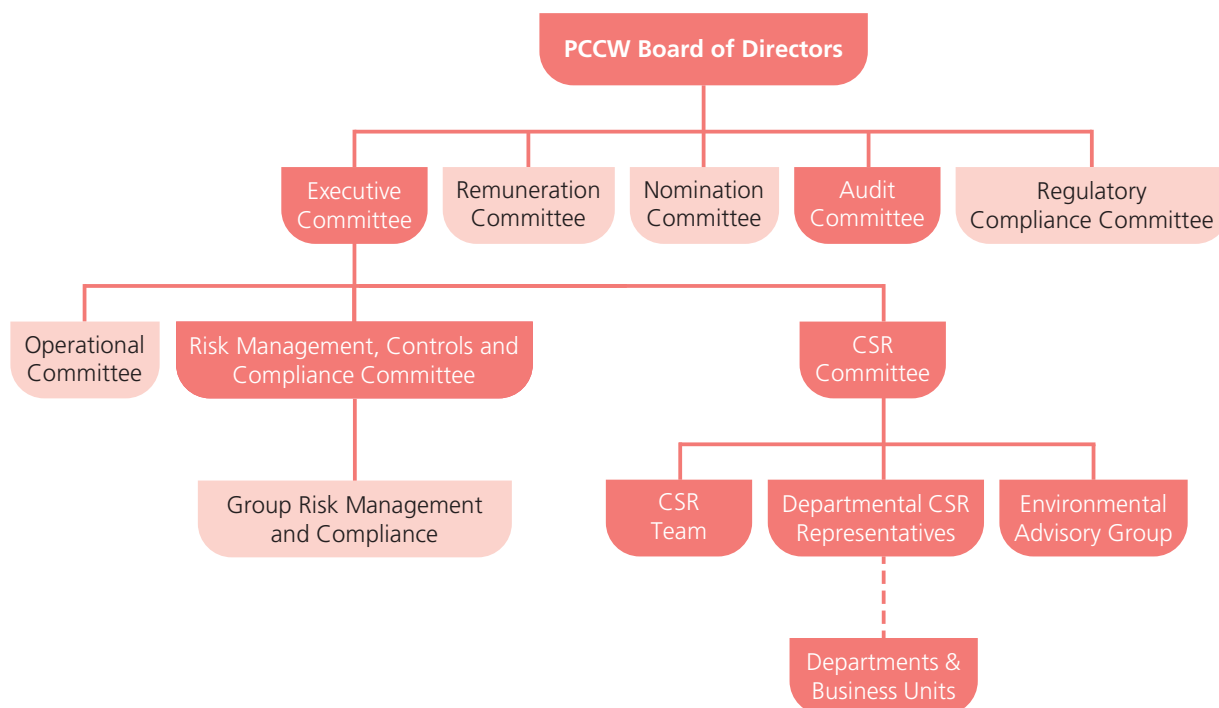 PCCW Board of Directors
Executive
Committee
Remuneration
Committee
Nomination
Committee
Audit
Committee
Regulatory
Compliance Committee
Operational
Committee
Risk Management, Controls and
Compliance Committee
CSR
Committee
Group Risk Management
and Compliance
CSR
Team
Departmental CSR
Representatives
Environmental
Advisory Group
Departments &
Business Units